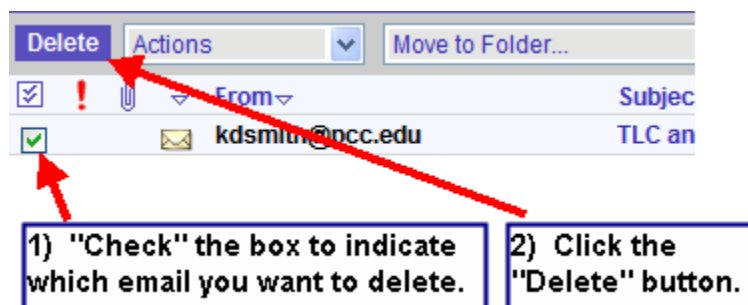 Delete Actions Move to Folder...
! From Subjec
kdsmith@pcc.edu TLC an
1) "Check" the box to indicate
which email you want to delete.
2) Click the
"Delete" button.